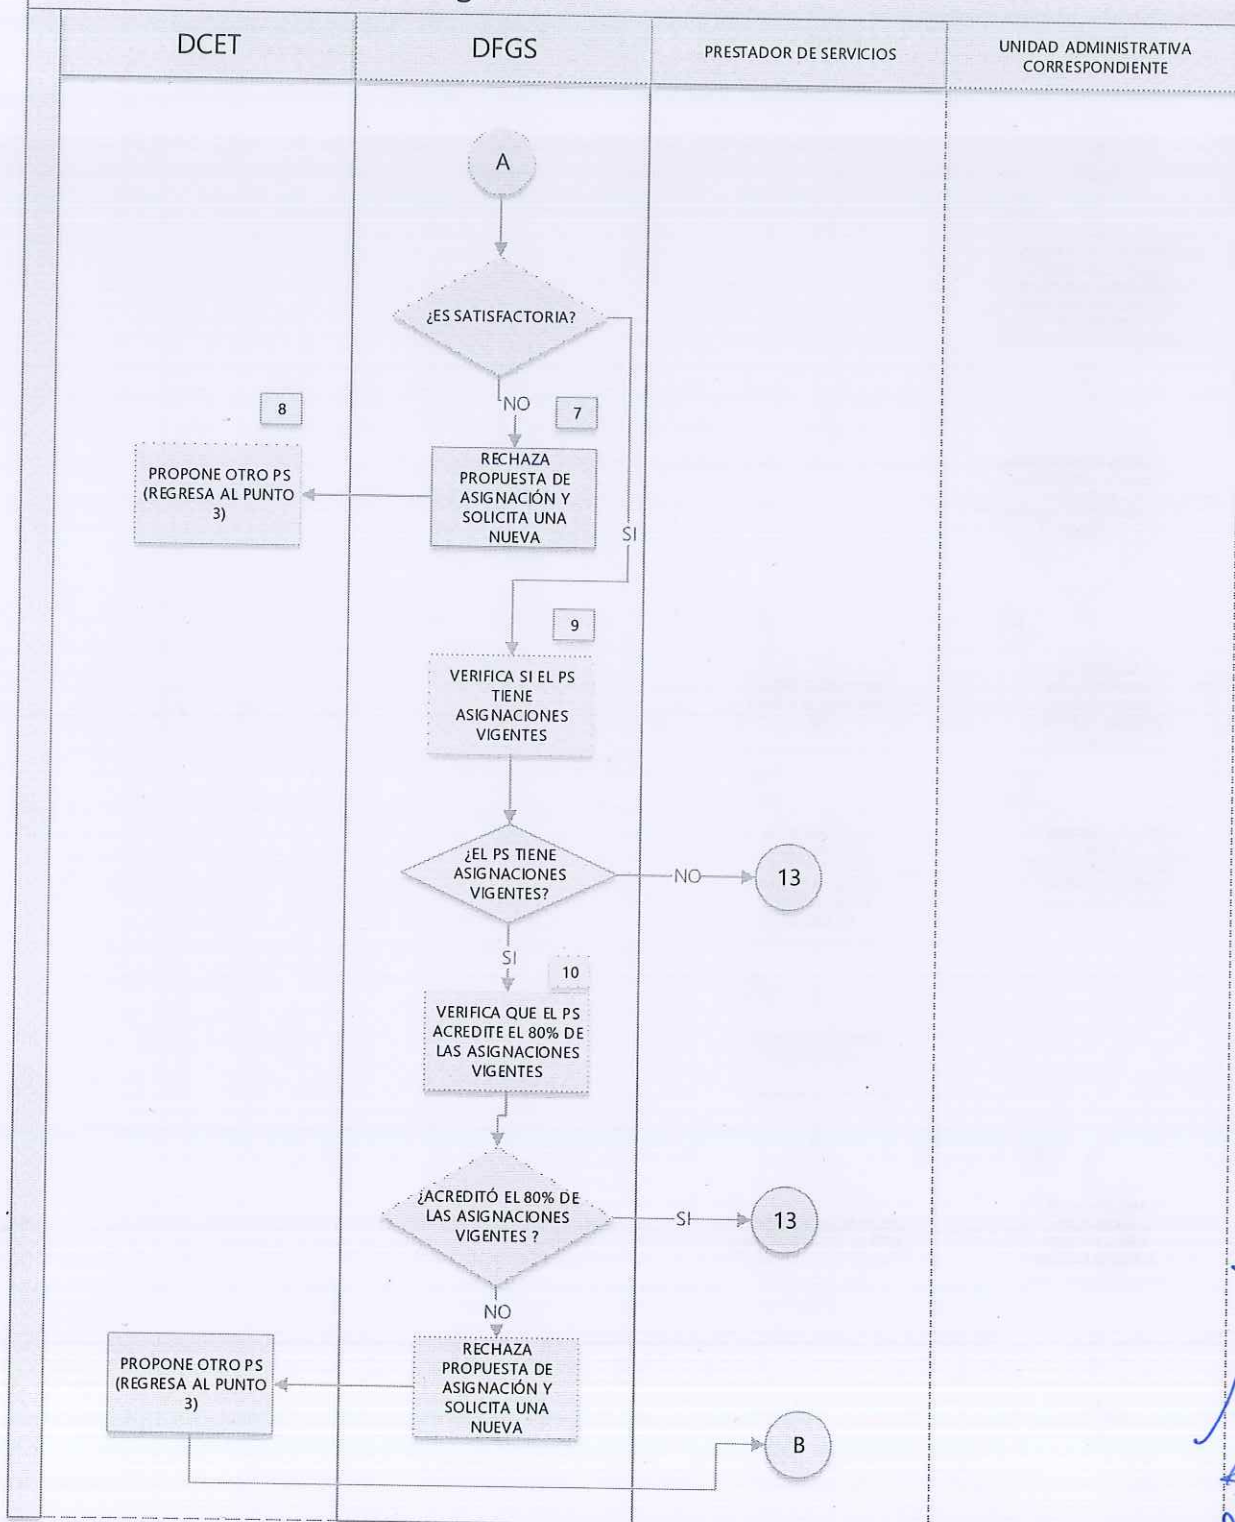 DCET
DFGS
PRESTADOR DE SERVICIOS
UNIDAD ADMINISTRATIVA
CORRESPONDIENTE
A
¿ES SATISFACTORIA?
NO
7
8
RECHAZA
PROPUESTA DE
ASIGNACIÓN Y
SOLICITA UNA
NUEVA
PROPONE OTRO PS
(REGRESA AL PUNTO
3)
SI
9
VERIFICA SI EL PS
TIENE
ASIGNACIONES
VIGENTES
¿EL PS TIENE
ASIGNACIONES
VIGENTES?
NO
13
SI
10
VERIFICA QUE EL PS
ACREDITE EL 80% DE
LAS ASIGNACIONES
VIGENTES
¿ACREDITÓ EL 80% DE
LAS ASIGNACIONES
VIGENTES ?
SI
13
NO
RECHAZA
PROPUESTA DE
ASIGNACIÓN Y
SOLICITA UNA
NUEVA
PROPONE OTRO PS
(REGRESA AL PUNTO
3)
B